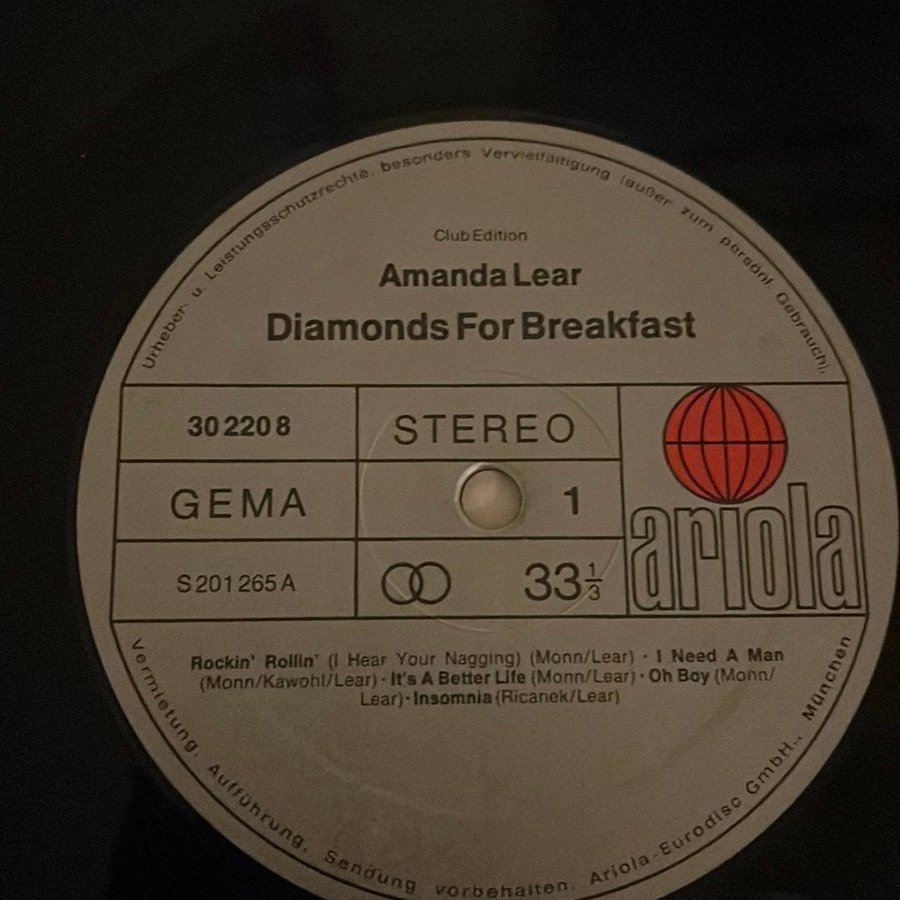 Urheber- u. Leistungsschutzrechte, besonders Vervielfältigung (außer zum persönl. Gebrauch),
Club Edition
Amanda Lear
Diamonds For Breakfast
30 220 8
STEREO
GEMA
1
S 201 265 A
33 1/3
ariola
Rockin' Rollin' (I Hear Your Nagging) (Monn/Lear) · I Need A Man
(Monn/Kawohl/Lear) · It's A Better Life (Monn/Lear) · Oh Boy (Monn/
Lear) · Insomnia (Ricanek/Lear)
Vermietung, Aufführung, Sendung vorbehalten. Ariola-Eurodisc GmbH., München